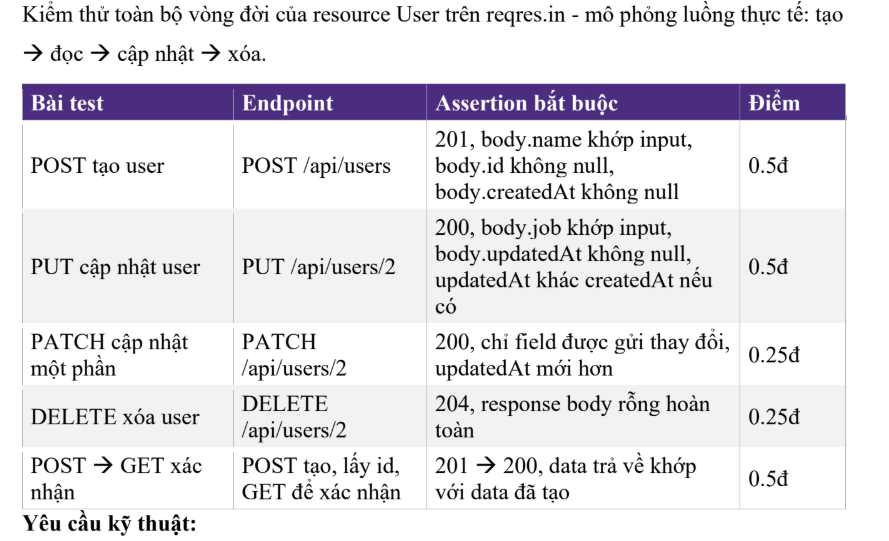 Kiểm thử toàn bộ vòng đời của resource User trên reqres.in - mô phỏng luồng thực tế: tạo
→ đọc → cập nhật → xóa.
Bài test Endpoint Assertion bắt buộc Điểm
POST tạo user POST /api/users 201, body.name khớp input,
body.id không null,
body.createdAt không null 0.5đ
PUT cập nhật user PUT /api/users/2 200, body.job khớp input,
body.updatedAt không null,
updatedAt khác createdAt nếu
có 0.5đ
PATCH cập nhật
một phần PATCH
/api/users/2 200, chỉ field được gửi thay đổi,
updatedAt mới hơn 0.25đ
DELETE xóa user DELETE
/api/users/2 204, response body rỗng hoàn
toàn 0.25đ
POST → GET xác
nhận POST tạo, lấy id,
GET để xác nhận 201 → 200, data trả về khớp
với data đã tạo 0.5đ
Yêu cầu kỹ thuật: